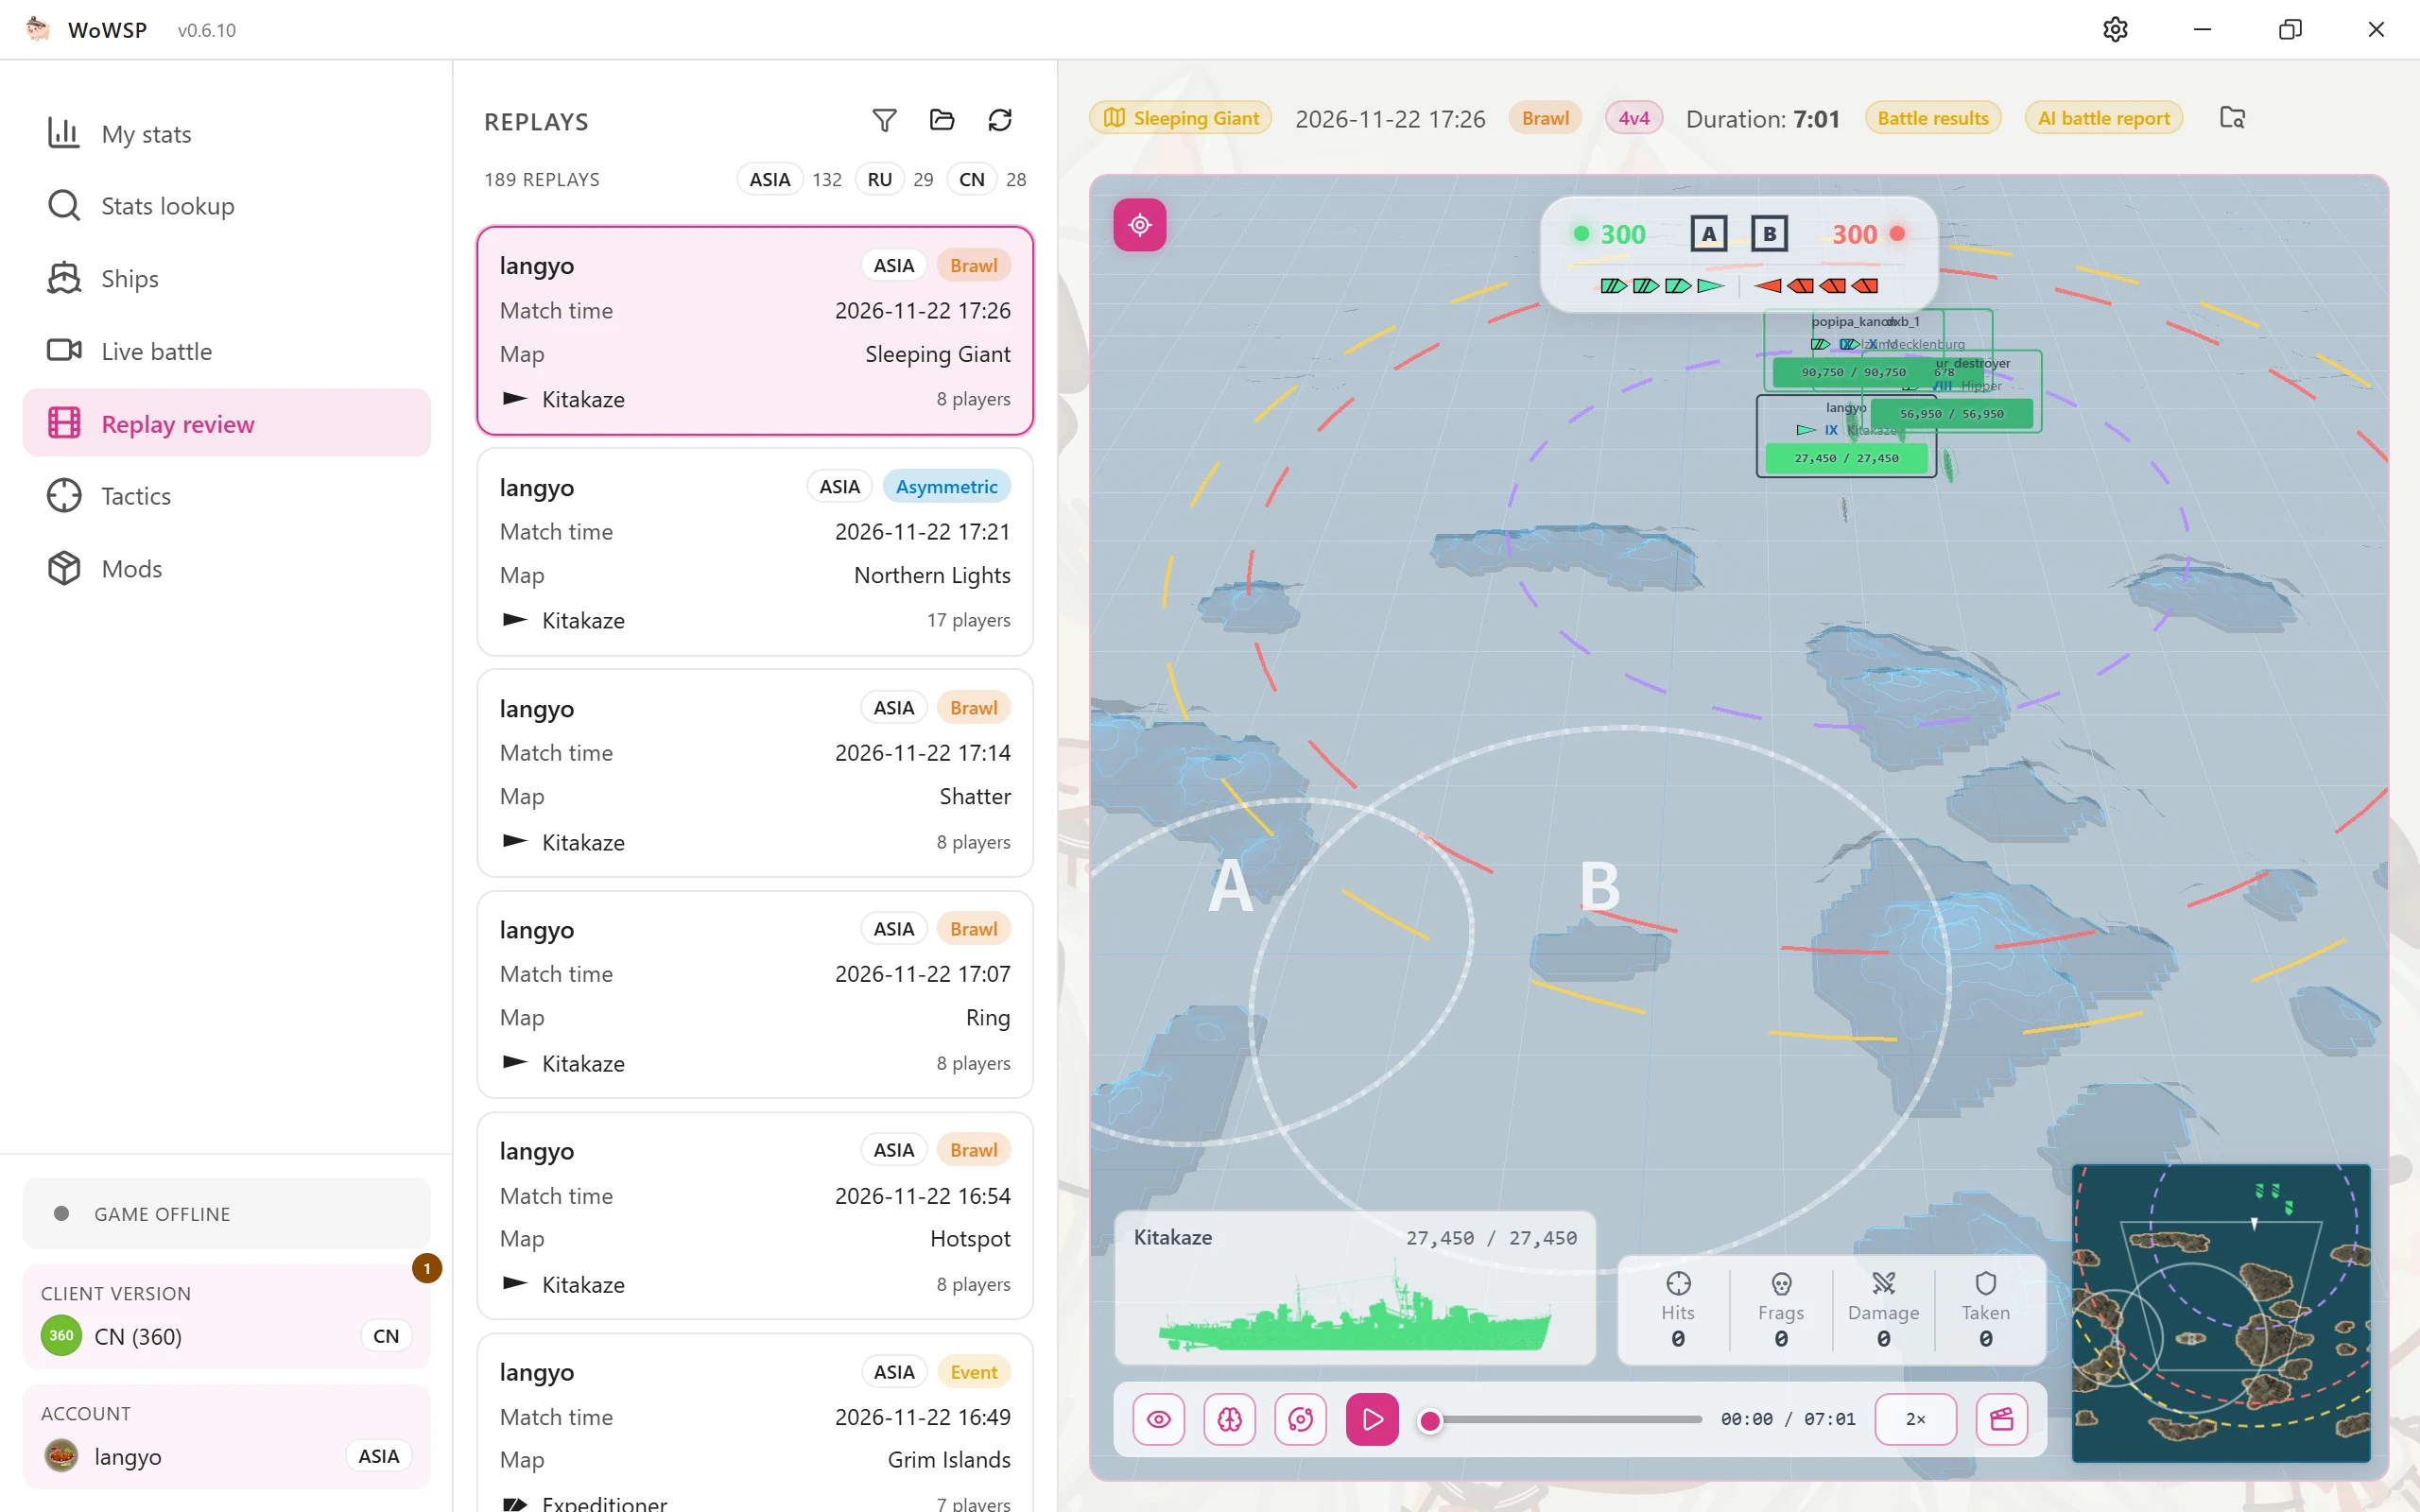 WoWSP v0.6.10
My stats
Stats lookup
Ships
Live battle
Replay review
Tactics
Mods
GAME OFFLINE
1
CLIENT VERSION
360 CN (360) CN
ACCOUNT
langyo ASIA
REPLAYS
189 REPLAYS ASIA 132 RU 29 CN 28
langyo ASIA Brawl
Match time 2026-11-22 17:26
Map Sleeping Giant
Kitakaze 8 players
langyo ASIA Asymmetric
Match time 2026-11-22 17:21
Map Northern Lights
Kitakaze 17 players
langyo ASIA Brawl
Match time 2026-11-22 17:14
Map Shatter
Kitakaze 8 players
langyo ASIA Brawl
Match time 2026-11-22 17:07
Map Ring
Kitakaze 8 players
langyo ASIA Brawl
Match time 2026-11-22 16:54
Map Hotspot
Kitakaze 8 players
langyo ASIA Event
Match time 2026-11-22 16:49
Map Grim Islands
Expeditioner 7 players
Sleeping Giant 2026-11-22 17:26 Brawl 4v4 Duration: 7:01 Battle results AI battle report
300 A B 300
Mecklenburg
90,750 / 90,750
ur_destroyer
VIII Hipper
56,950 / 56,950
langyo
IX Kitakaze
27,450 / 27,450
A B
Kitakaze 27,450 / 27,450
Hits Frags Damage Taken
0 0 0 0
00:00 / 07:01 2×